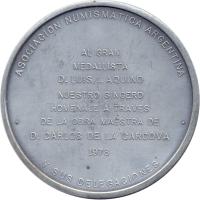 ASOCIACION NUMISMATICA ARGENTINA
AL GRAN
MEDALLISTA
D. LUIS J. AQUINO
NUESTRO SINCERO
HOMENAJE A TRAVES
DE LA OBRA MAESTRA DE
D. CARLOS DE LA CARCOVA
1978
Y SUS DELEGACIONES